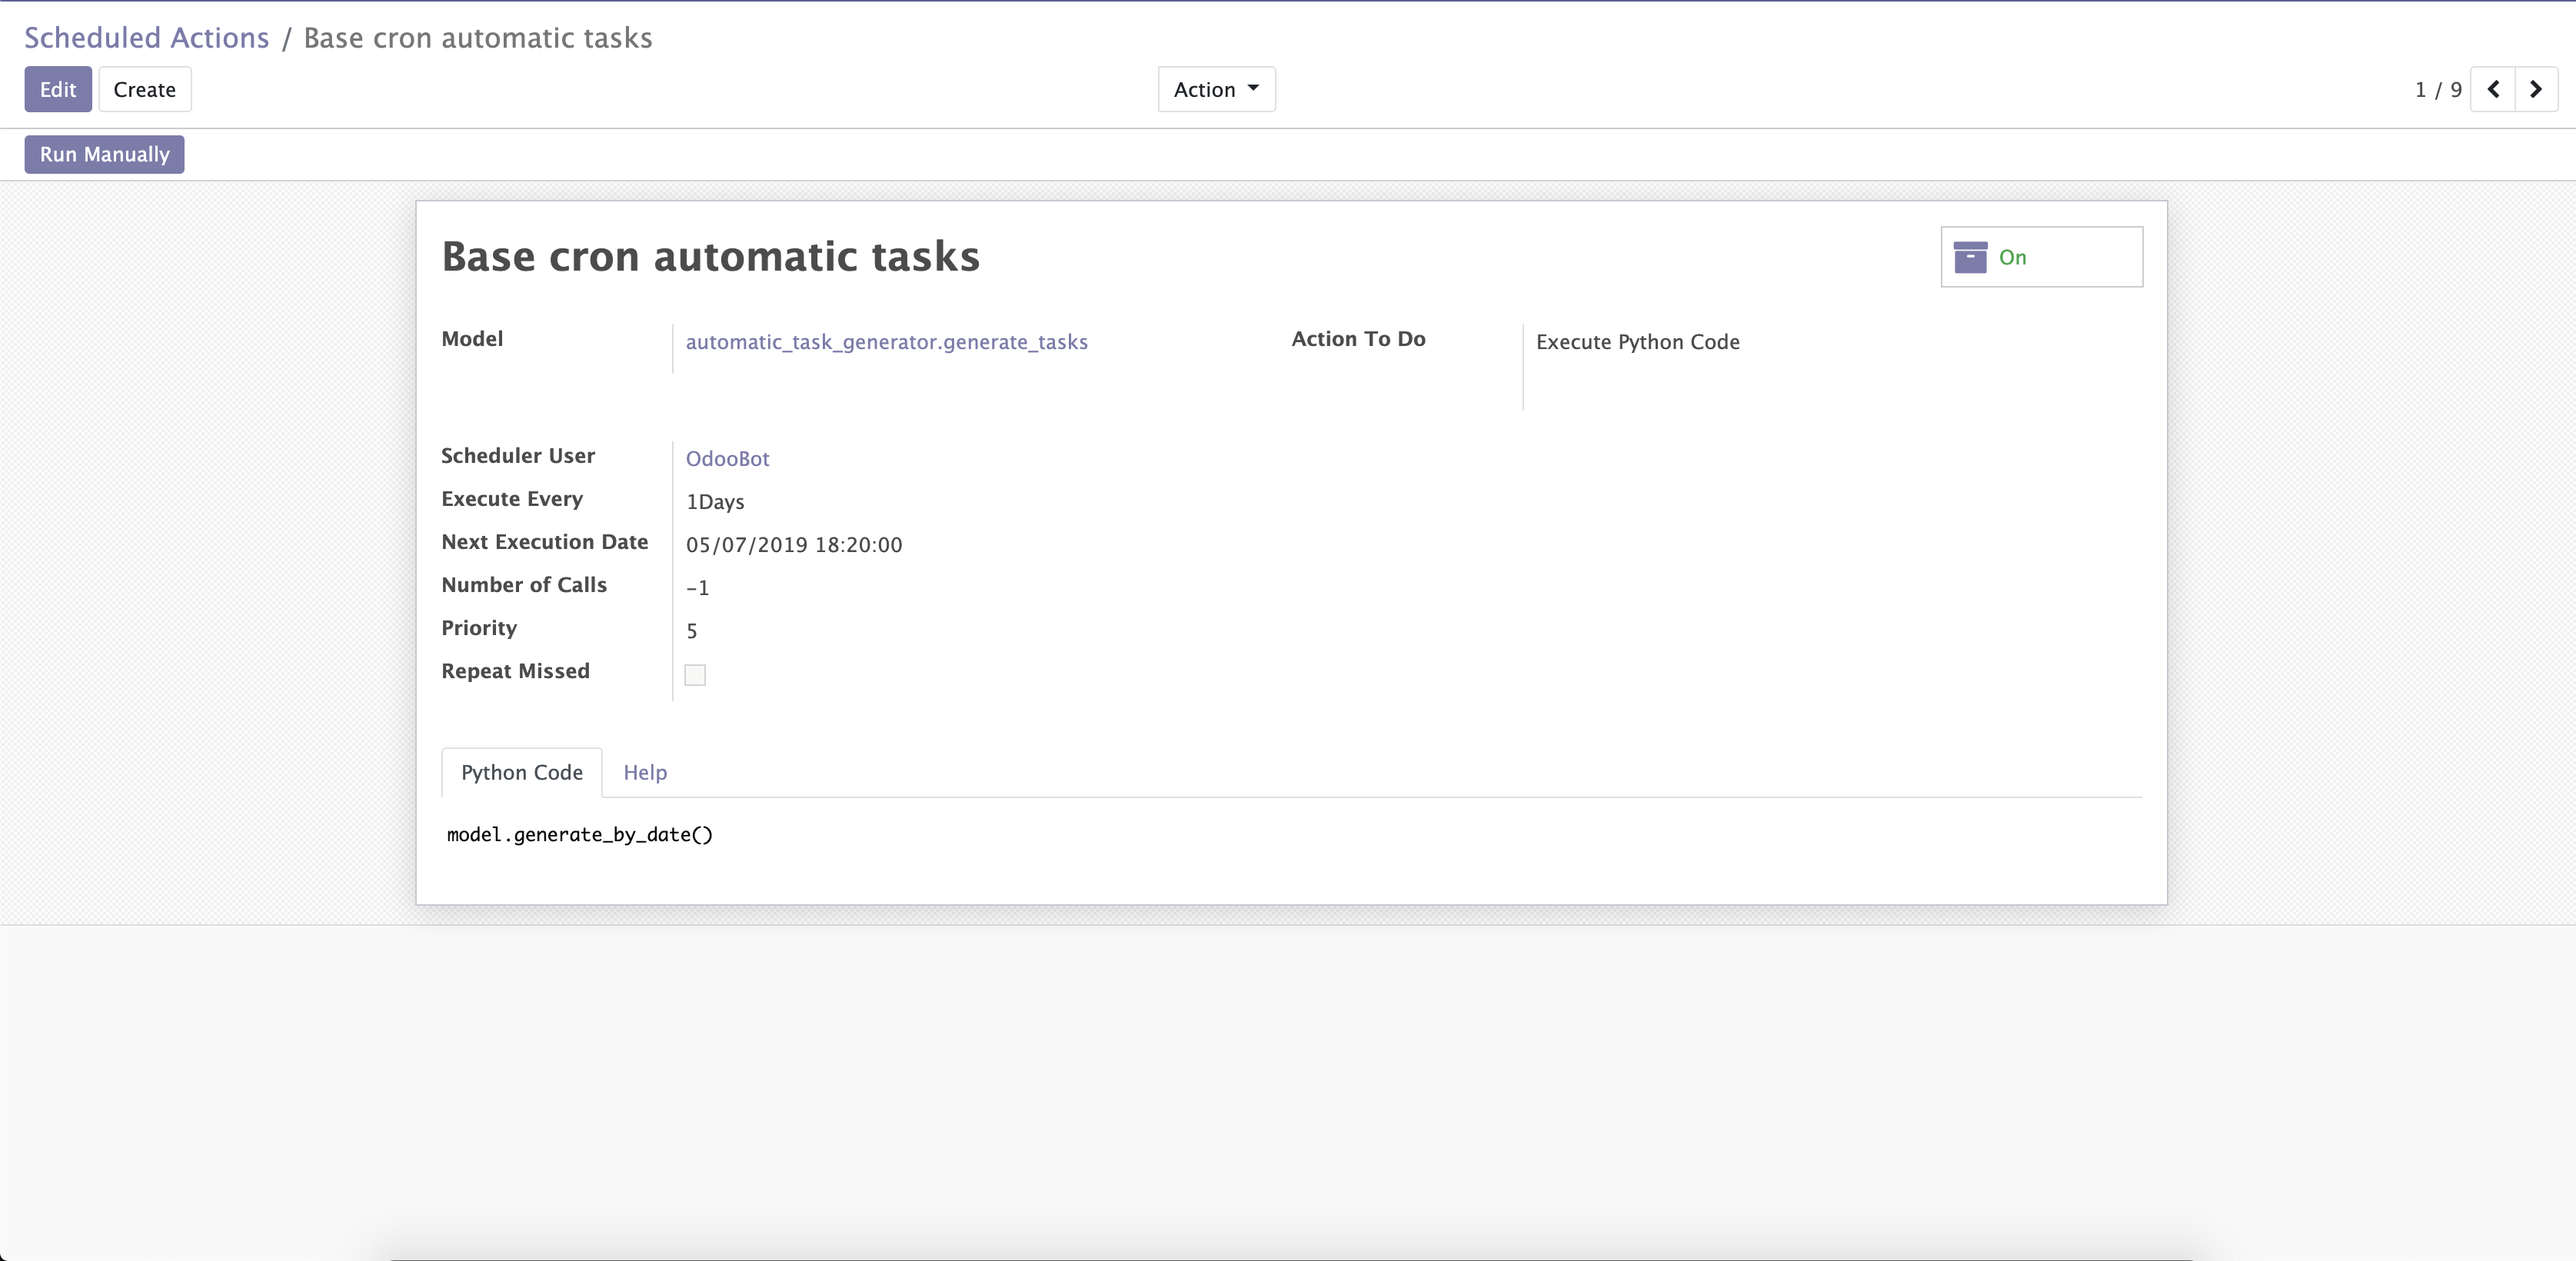 Scheduled Actions / Base cron automatic tasks
Edit Create Action 1 / 9
Run Manually
Base cron automatic tasks
On
Model automatic_task_generator.generate_tasks Action To Do Execute Python Code
Scheduler User OdooBot
Execute Every 1Days
Next Execution Date 05/07/2019 18:20:00
Number of Calls -1
Priority 5
Repeat Missed
Python Code Help
model.generate_by_date()